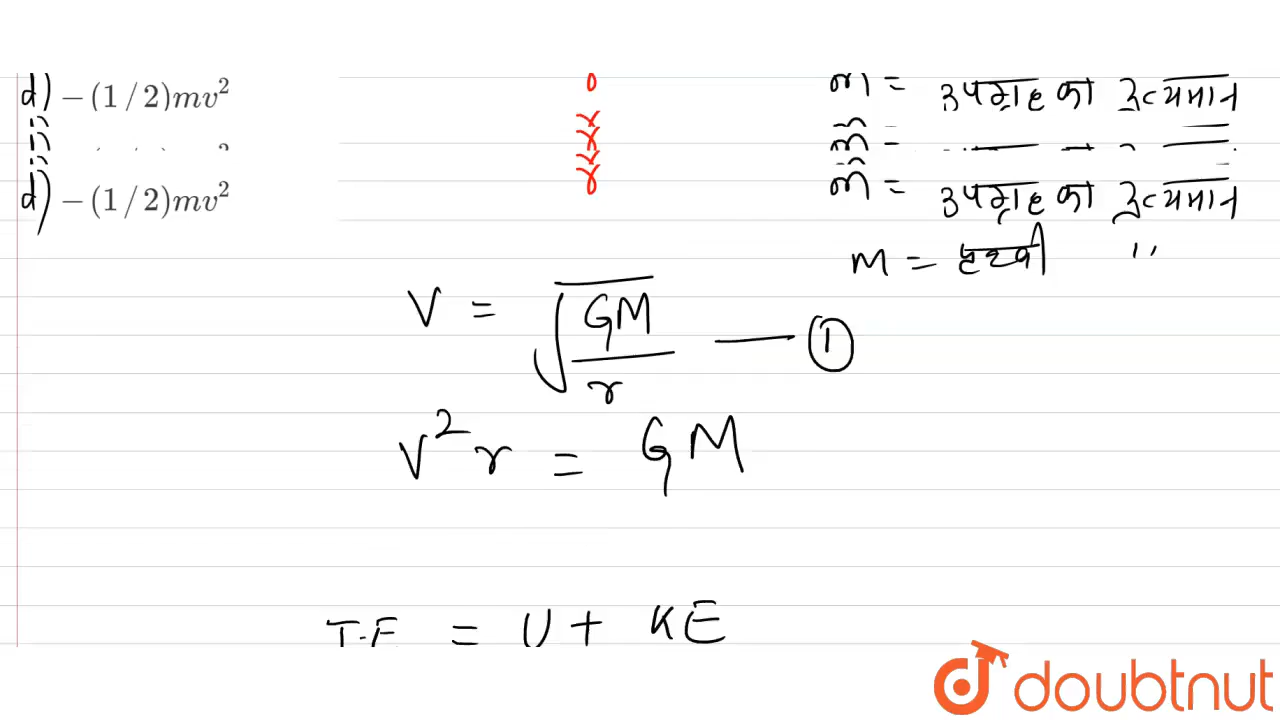 d) −(1/2)mv²
m = उपग्रह का द्रव्यमान
d) −(1/2)mv²
r
m = उपग्रह का द्रव्यमान
M = पृथ्वी "
V = √(GM/r) — ①
V² r = GM
T.E = U + KE
doubtnut